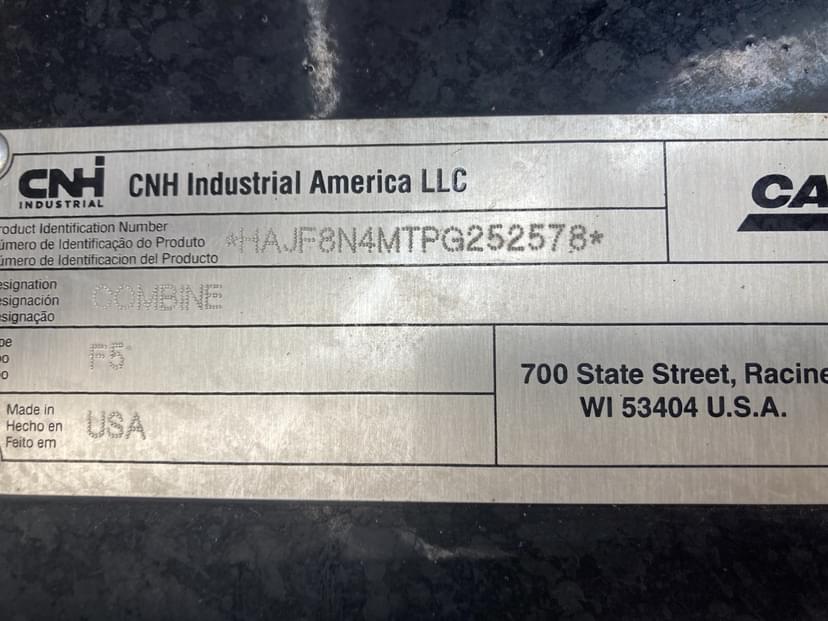 CNH
INDUSTRIAL
CNH Industrial America LLC
CA
roduct Identification Number
úmero de Identificação do Produto
úmero de Identificacion del Producto
*HAJF8N4MTPG252578*
esignation
esignación
signação
COMBINE
pe
po
o
F5
700 State Street, Racine
WI 53404 U.S.A.
Made in
Hecho en
Feito em
USA